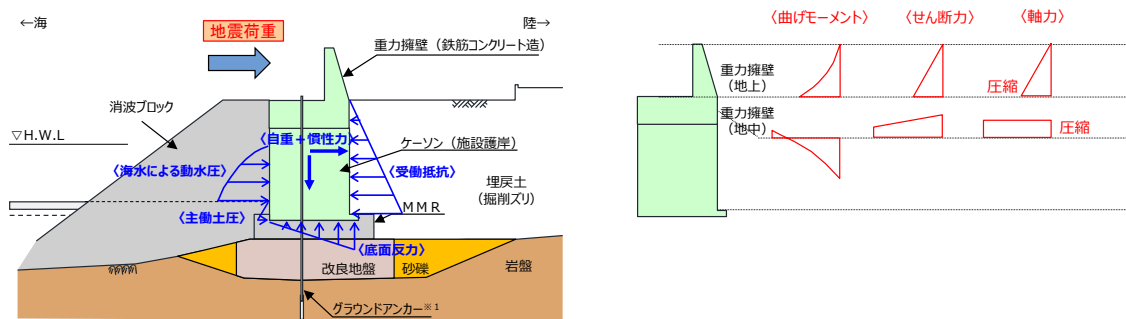 ←海
陸→
地震荷重
重力擁壁（鉄筋コンクリート造）
消波ブロック
▽H.W.L
〈自重＋慣性力〉
ケーソン（施設護岸）
〈海水による動水圧〉
〈受働抵抗〉
埋戻土
（掘削ズリ）
〈主働土圧〉
MMR
〈底面反力〉
改良地盤
砂礫
岩盤
グラウンドアンカー※1
〈曲げモーメント〉
〈せん断力〉
〈軸力〉
重力擁壁
（地上）
圧縮
重力擁壁
（地中）
圧縮